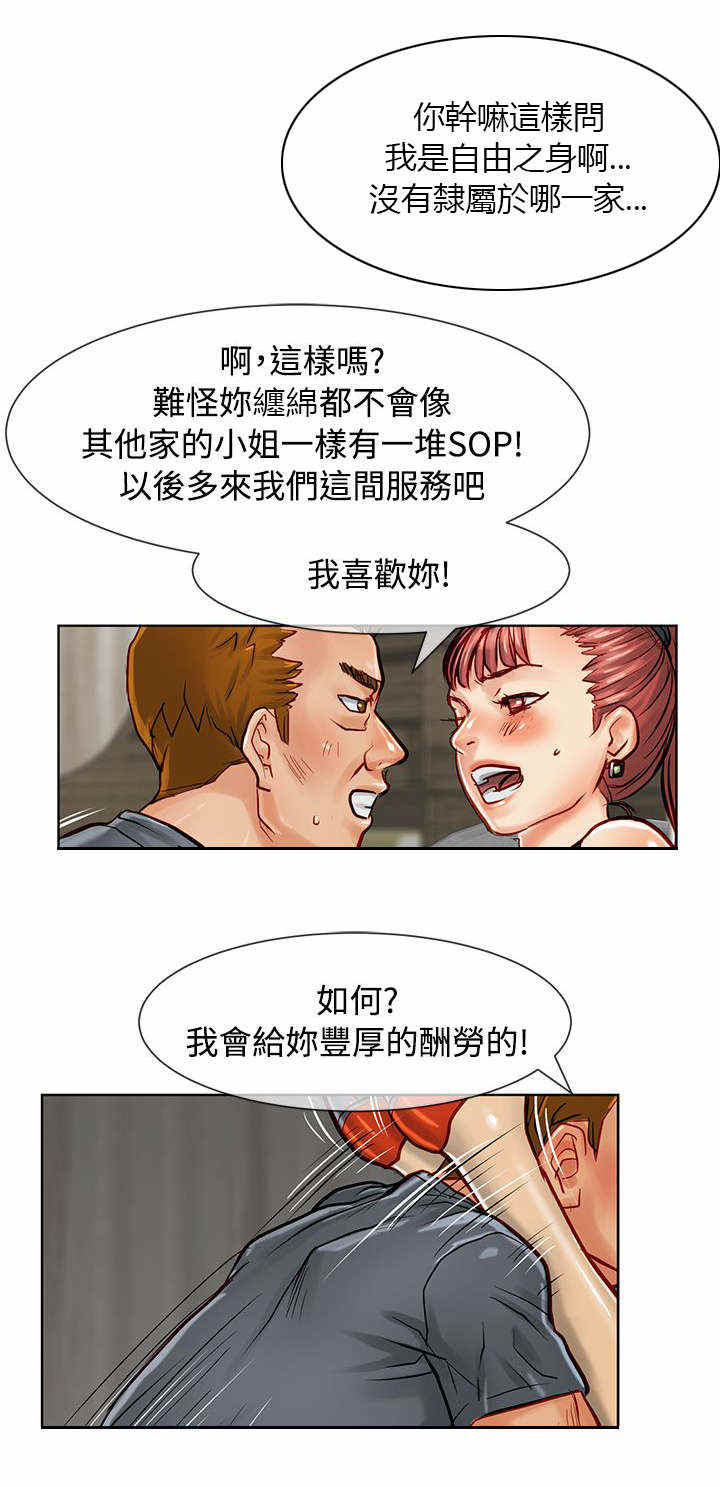 你幹嘛這樣問
我是自由之身啊...
沒有隸屬於哪一家...
啊,這樣嗎?
難怪妳纏綿都不會像
其他家的小姐一樣有一堆SOP!
以後多來我們這間服務吧
我喜歡妳!
如何?
我會給妳豐厚的酬勞的!